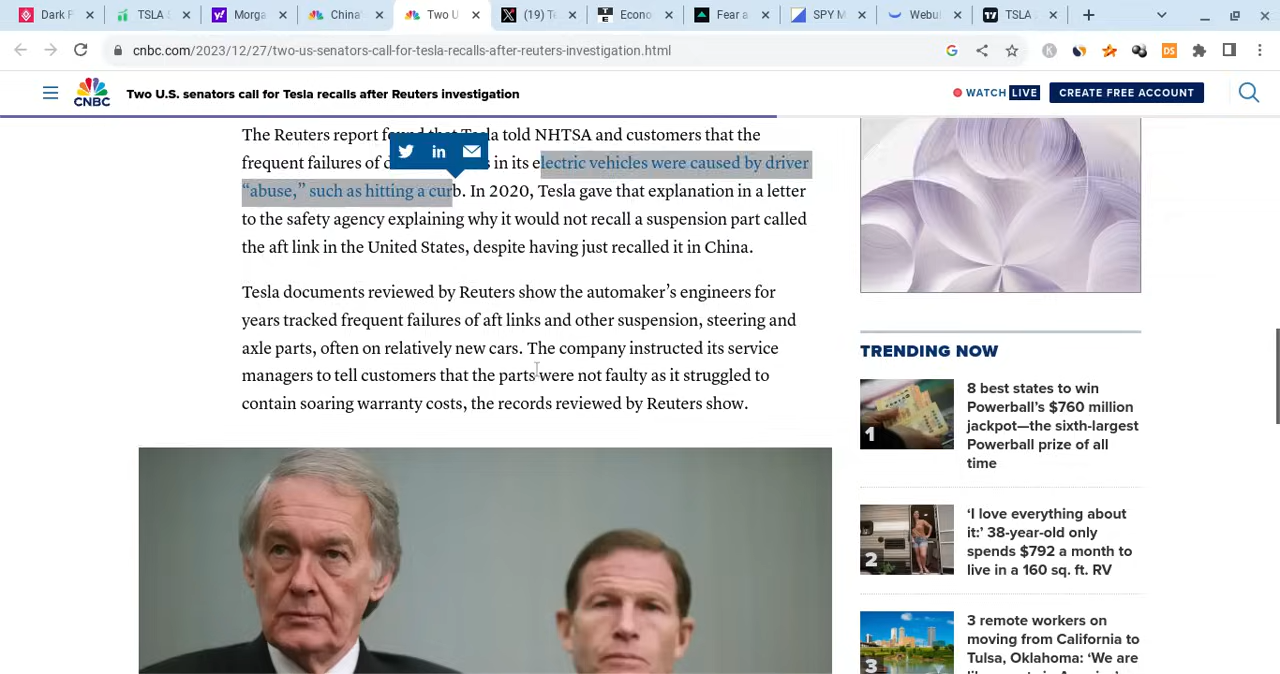 Dark P
TSLA S
Morga
China'
Two U
(19) Te
Econo
Fear a
SPY M
Webul
TSLA
cnbc.com/2023/12/27/two-us-senators-call-for-tesla-recalls-after-reuters-investigation.html
CNBC
Two U.S. senators call for Tesla recalls after Reuters investigation
WATCH LIVE
CREATE FREE ACCOUNT
The Reuters report found that Tesla told NHTSA and customers that the
frequent failures of d s in its electric vehicles were caused by driver
“abuse,” such as hitting a curb. In 2020, Tesla gave that explanation in a letter
to the safety agency explaining why it would not recall a suspension part called
the aft link in the United States, despite having just recalled it in China.
Tesla documents reviewed by Reuters show the automaker’s engineers for
years tracked frequent failures of aft links and other suspension, steering and
axle parts, often on relatively new cars. The company instructed its service
managers to tell customers that the parts were not faulty as it struggled to
contain soaring warranty costs, the records reviewed by Reuters show.
TRENDING NOW
1
8 best states to win
Powerball’s $760 million
jackpot—the sixth-largest
Powerball prize of all
time
2
‘I love everything about
it:’ 38-year-old only
spends $792 a month to
live in a 160 sq. ft. RV
3
3 remote workers on
moving from California to
Tulsa, Oklahoma: ‘We are